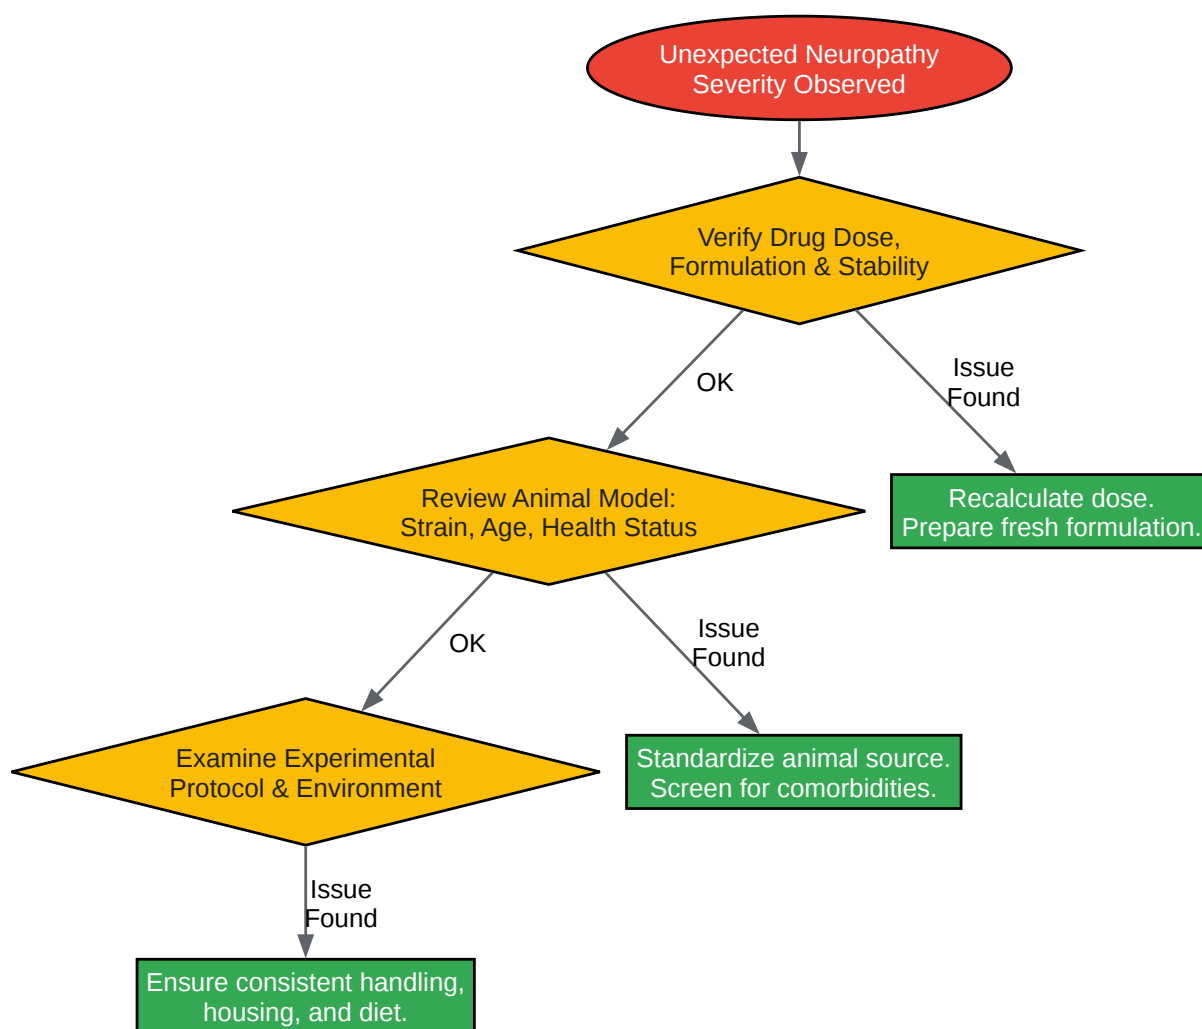 Unexpected Neuropathy
Severity Observed
Verify Drug Dose,
Formulation & Stability
OK
Issue
Found
Review Animal Model:
Strain, Age, Health Status
Recalculate dose.
Prepare fresh formulation.
OK
Issue
Found
Examine Experimental
Protocol & Environment
Standardize animal source.
Screen for comorbidities.
Issue
Found
Ensure consistent handling,
housing, and diet.